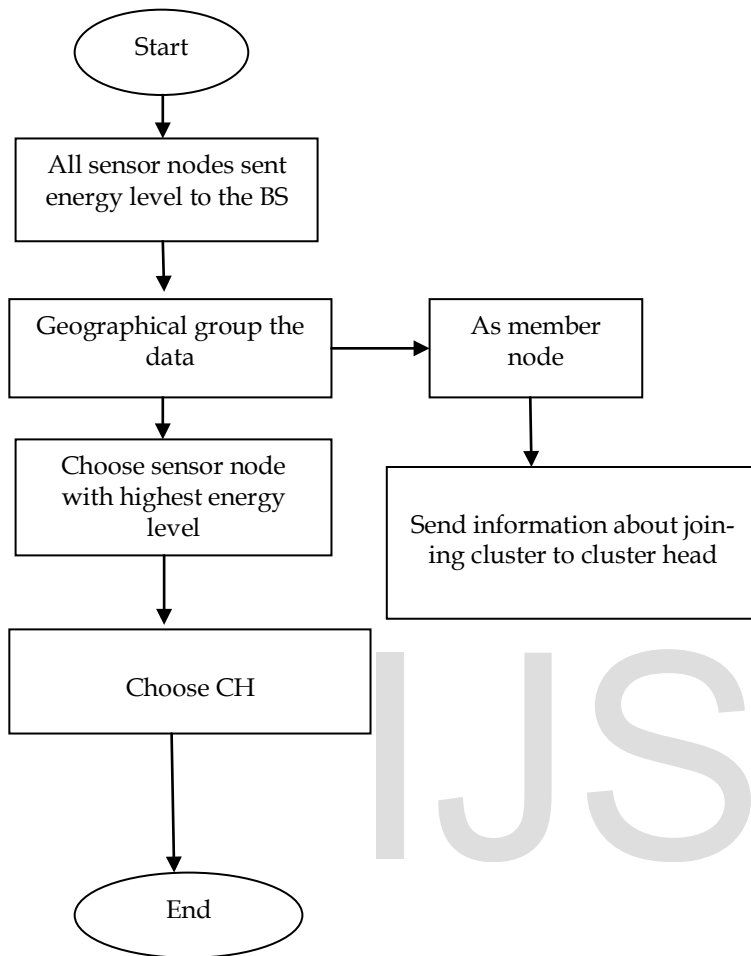 Start
All sensor nodes sent
energy level to the BS
Geographical group the
data
As member
node
Choose sensor node
with highest energy
level
Send information about join-
ing cluster to cluster head
Choose CH
End
IJS